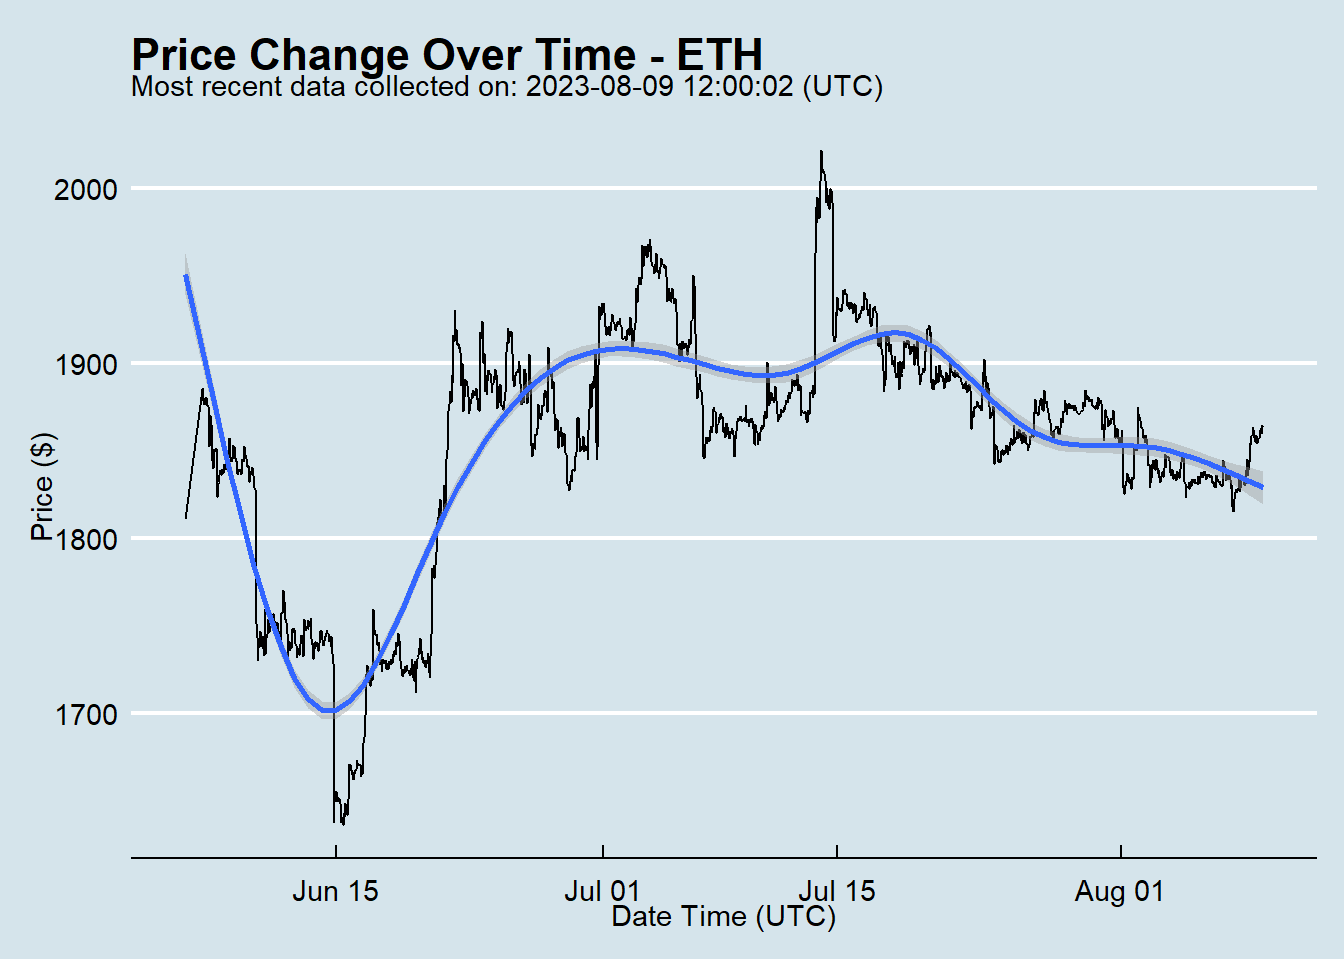 Price Change Over Time - ETH
Most recent data collected on: 2023-08-09 12:00:02 (UTC)
Price ($)
2000
1900
1800
1700
Jun 15 Jul 01 Jul 15 Aug 01
Date Time (UTC)